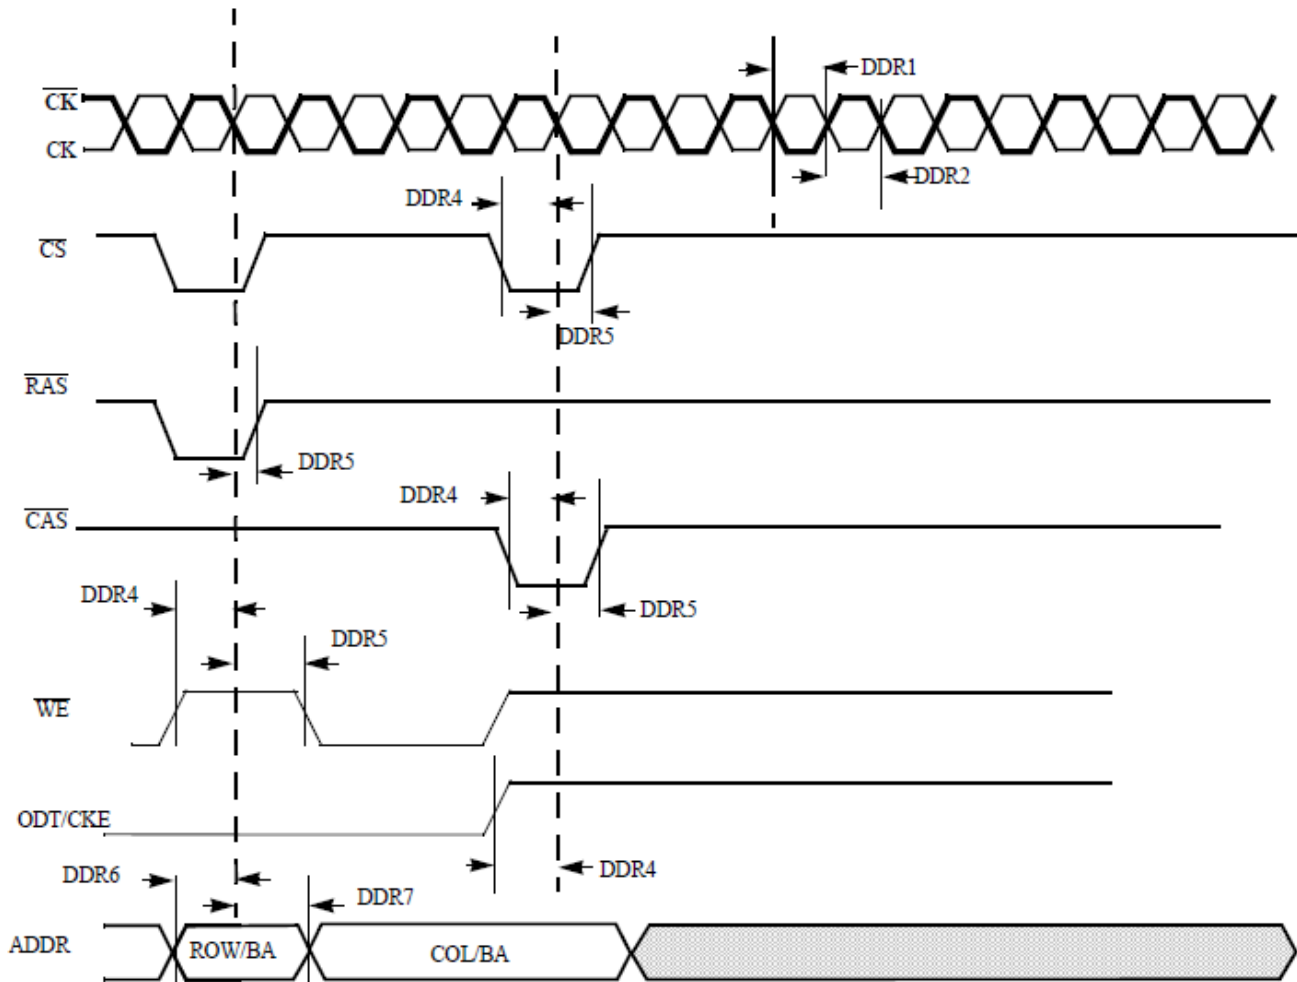 DDR1
CK
CK
DDR2
DDR4
CS
DDR5
RAS
DDR5
DDR4
CAS
DDR4
DDR5
DDR5
WE
ODT/CKE
DDR6
DDR4
DDR7
ADDR
ROW/BA
COL/BA